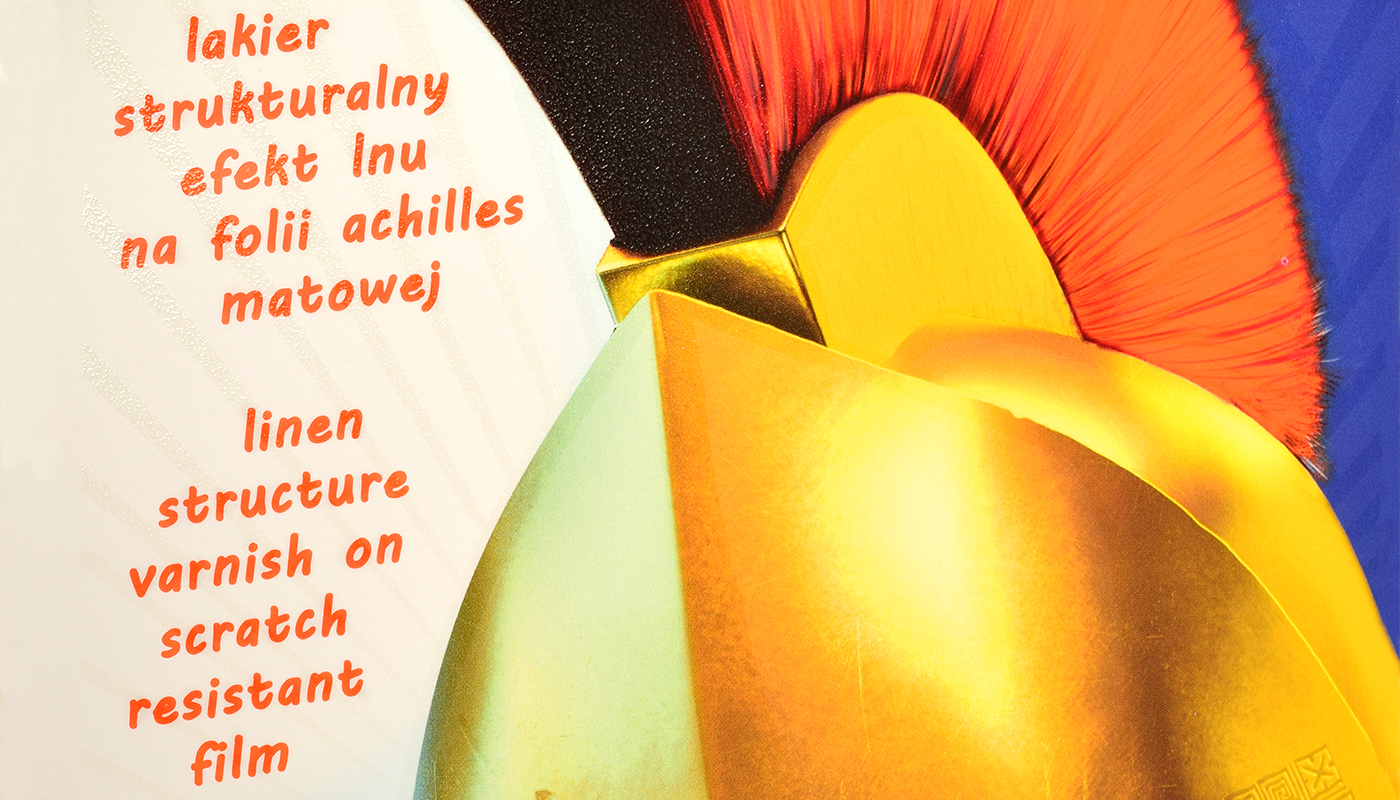 lakier
strukturalny
efekt lnu
na folii achilles
matowej
linen
structure
varnish on
scratch
resistant
film